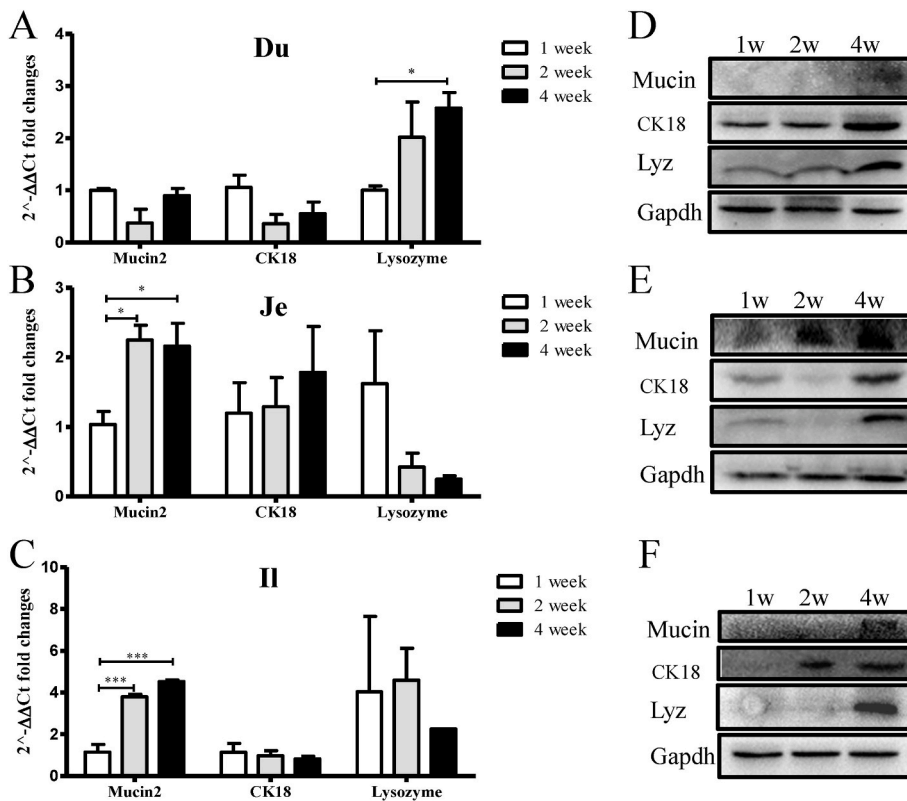 A
Du
2^-ΔΔCt fold changes
4
3
2
1
0
*
Mucin2 CK18 Lysozyme
1 week
2 week
4 week
B
Je
2^-ΔΔCt fold changes
3
2
1
0
*
*
Mucin2 CK18 Lysozyme
1 week
2 week
4 week
C
Il
2^-ΔΔCt fold changes
10
8
6
4
2
0
***
***
Mucin2 CK18 Lysozyme
1 week
2 week
4 week
D
1w 2w 4w
Mucin
CK18
Lyz
Gapdh
E
1w 2w 4w
Mucin
CK18
Lyz
Gapdh
F
1w 2w 4w
Mucin
CK18
Lyz
Gapdh